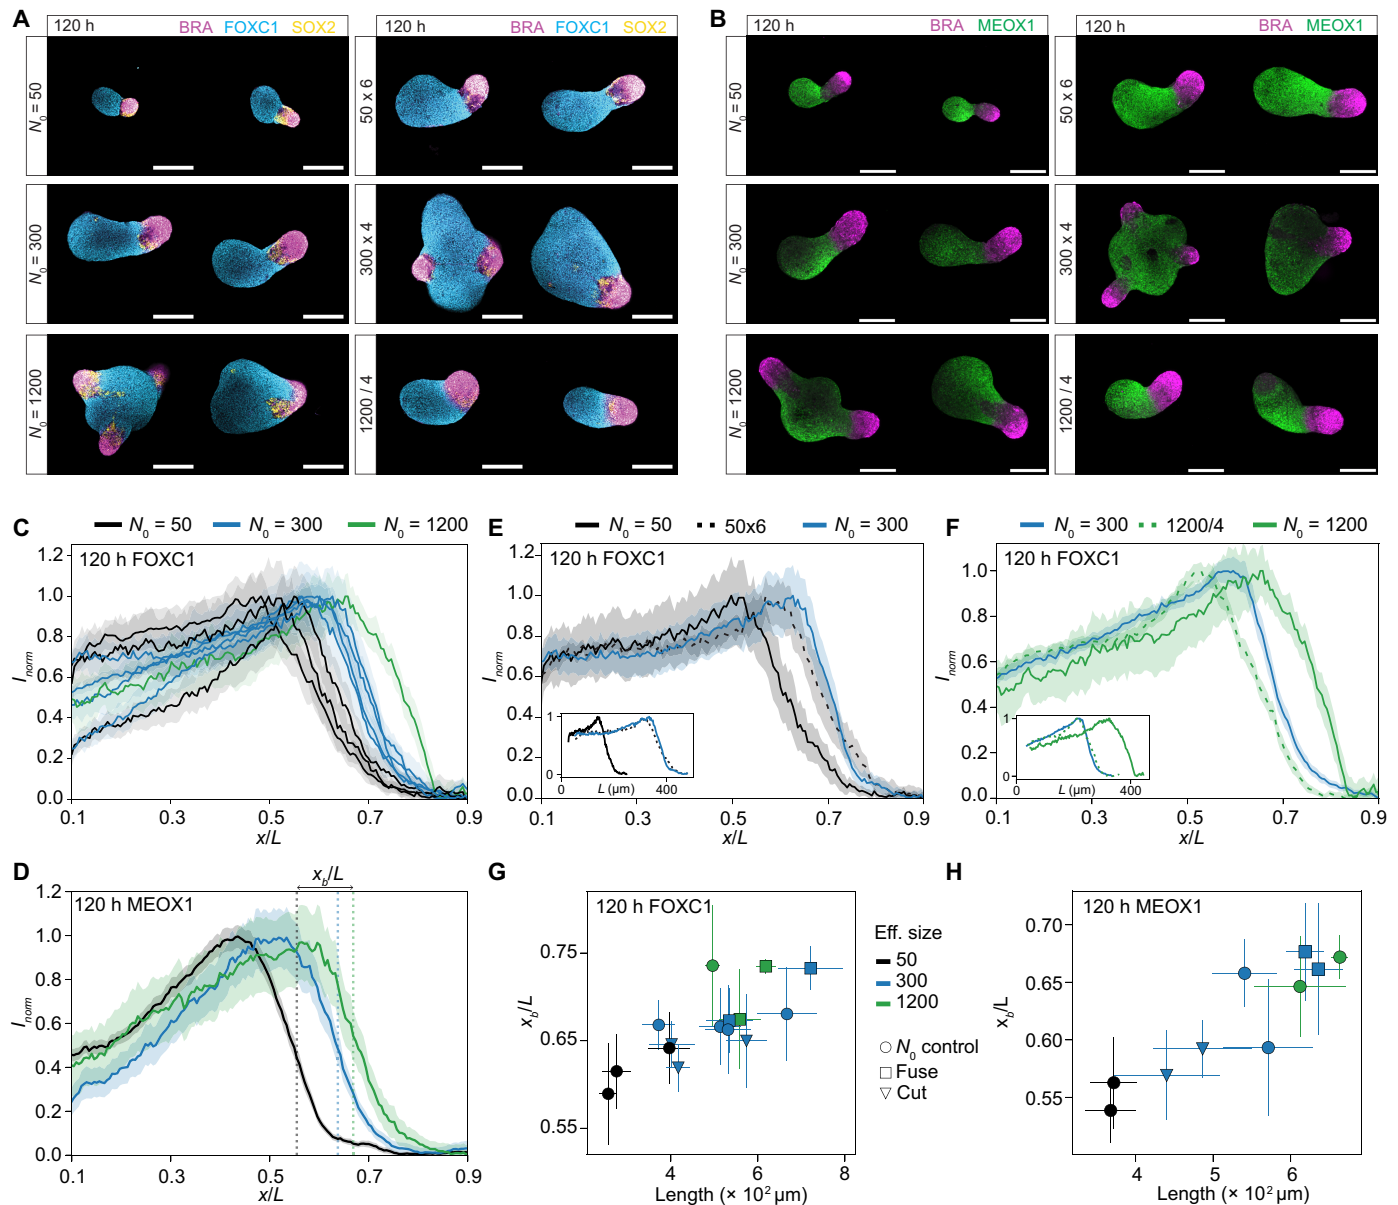 A
120 h BRA FOXC1 SOX2
120 h BRA FOXC1 SOX2
N0 = 50
50 x 6
N0 = 300
300 x 4
N0 = 1200
1200 / 4
B
120 h BRA MEOX1
120 h BRA MEOX1
N0 = 50
50 x 6
N0 = 300
300 x 4
N0 = 1200
1200 / 4
C
N0 = 50 N0 = 300 N0 = 1200
120 h FOXC1
1.2
1.0
0.8
0.6
0.4
0.2
0.0
Inorm
0.1 0.3 0.5 0.7 0.9
x/L
E
N0 = 50 50x6 N0 = 300
120 h FOXC1
1.2
1.0
0.8
0.6
0.4
0.2
0.0
Inorm
0.1 0.3 0.5 0.7 0.9
x/L
1
0
0 400
L (μm)
F
N0 = 300 1200/4 N0 = 1200
120 h FOXC1
1.0
0.8
0.6
0.4
0.2
0.0
Inorm
0.1 0.3 0.5 0.7 0.9
x/L
1
0
0 400
L (μm)
D
xb/L
120 h MEOX1
1.2
1.0
0.8
0.6
0.4
0.2
0.0
Inorm
0.1 0.3 0.5 0.7 0.9
x/L
G
120 h FOXC1
0.75
0.65
0.55
xb/L
4 6 8
Length (× 10² μm)
Eff. size
50
300
1200
N0 control
Fuse
Cut
H
120 h MEOX1
0.70
0.65
0.60
0.55
xb/L
4 5 6
Length (× 10² μm)